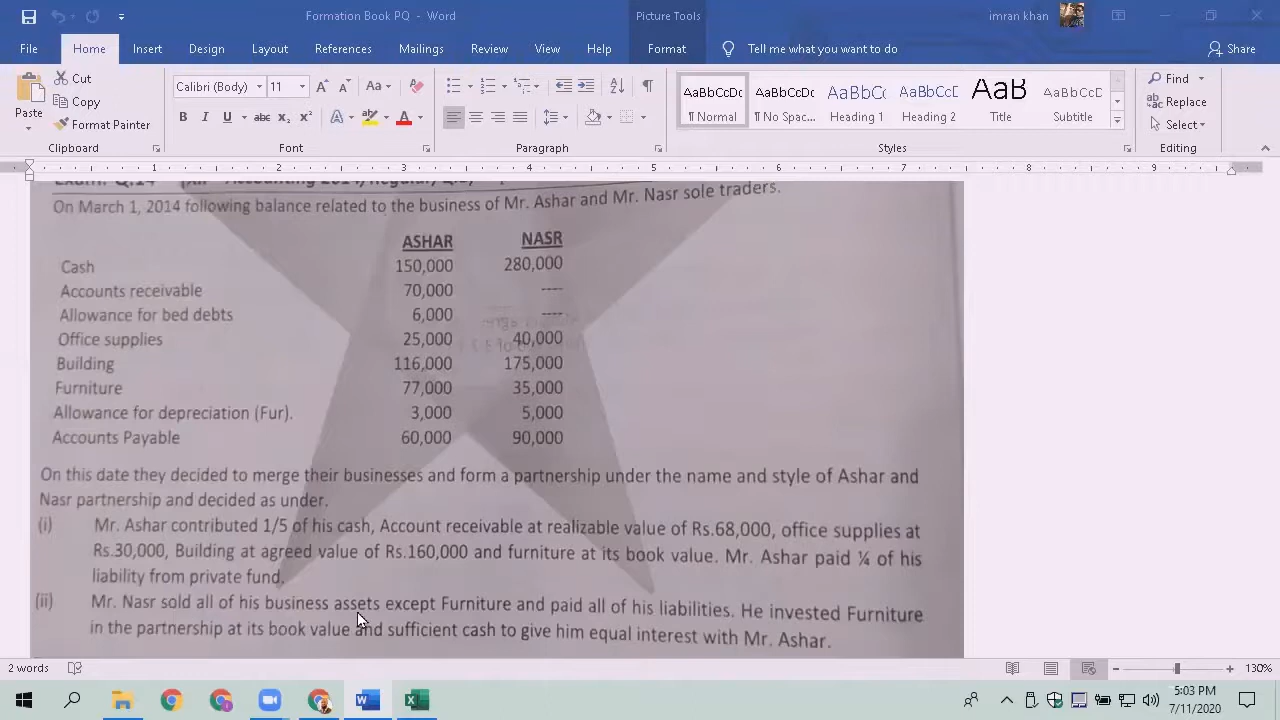 Formation Book PQ - Word
Picture Tools
imran khan
File Home Insert Design Layout References Mailings Review View Help Format Tell me what you want to do Share
Paste
Cut
Copy
Format Painter
Calibri (Body) 11
AaBbCcDc ¶ Normal
AaBbCcDc ¶ No Spac...
AaBbCc Heading 1
AaBbCcD Heading 2
AaB Title
AaBbCcD Subtitle
Find
Replace
Select
Clipboard Font Paragraph Styles Editing
1 2 3 4 5 6 7 8 9
On March 1, 2014 following balance related to the business of Mr. Ashar and Mr. Nasr sole traders.
ASHAR NASR
Cash 150,000 280,000
Accounts receivable 70,000 ----
Allowance for bed debts 6,000 ----
Office supplies 25,000 40,000
Building 116,000 175,000
Furniture 77,000 35,000
Allowance for depreciation (Fur). 3,000 5,000
Accounts Payable 60,000 90,000
On this date they decided to merge their businesses and form a partnership under the name and style of Ashar and
Nasr partnership and decided as under.
(i) Mr. Ashar contributed 1/5 of his cash, Account receivable at realizable value of Rs.68,000, office supplies at
Rs.30,000, Building at agreed value of Rs.160,000 and furniture at its book value. Mr. Ashar paid ¼ of his
liability from private fund.
(ii) Mr. Nasr sold all of his business assets except Furniture and paid all of his liabilities. He invested Furniture
in the partnership at its book value and sufficient cash to give him equal interest with Mr. Ashar.
2 words
130%
5:03 PM
7/11/2020